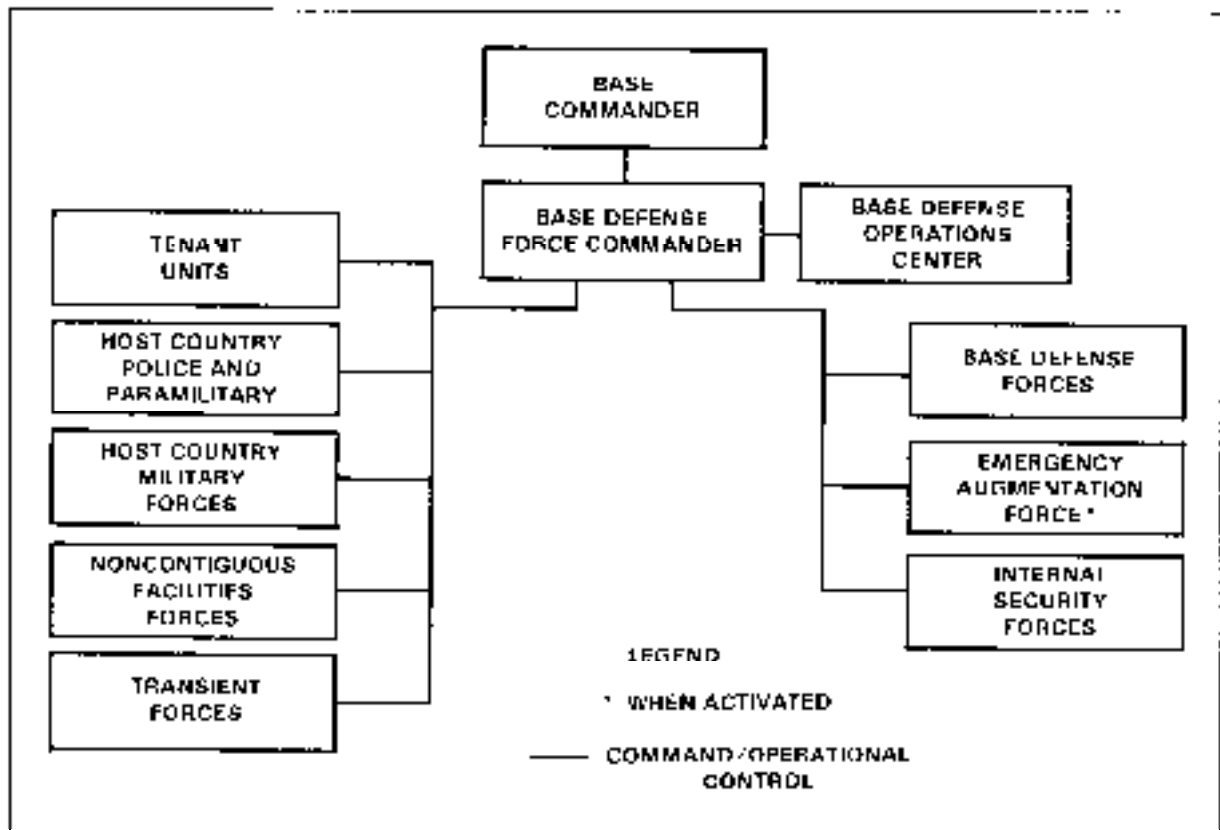 BASE
COMMANDER
BASE DEFENSE
FORCE COMMANDER
BASE DEFENSE
OPERATIONS
CENTER
TENANT
UNITS
HOST COUNTRY
POLICE AND
PARAMILITARY
HOST COUNTRY
MILITARY
FORCES
NONCONTIGUOUS
FACILITIES
FORCES
TRANSIENT
FORCES
BASE DEFENSE
FORCES
EMERGENCY
AUGMENTATION
FORCE*
INTERNAL
SECURITY
FORCES
LEGEND
* WHEN ACTIVATED
COMMAND/OPERATIONAL
CONTROL